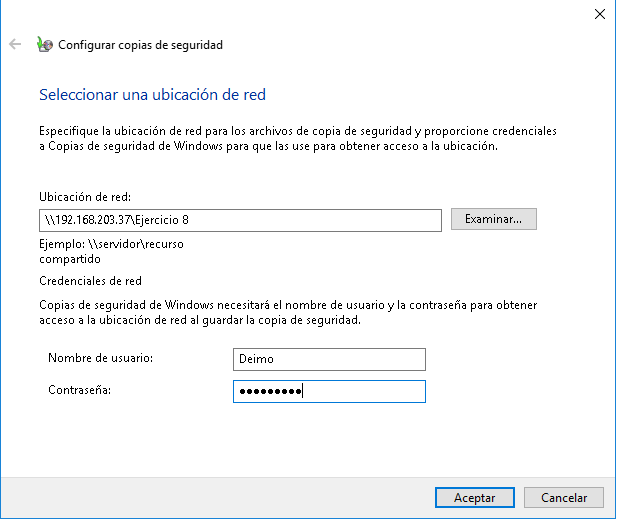 Configurar copias de seguridad
Seleccionar una ubicación de red
Especifique la ubicación de red para los archivos de copia de seguridad y proporcione credenciales
a Copias de seguridad de Windows para que las use para obtener acceso a la ubicación.
Ubicación de red:
\\192.168.203.37\Ejercicio 8
Examinar...
Ejemplo: \\servidor\recurso
compartido
Credenciales de red
Copias de seguridad de Windows necesitará el nombre de usuario y la contraseña para obtener
acceso a la ubicación de red al guardar la copia de seguridad.
Nombre de usuario:
Deimo
Contraseña:
●●●●●●●●●
Aceptar
Cancelar